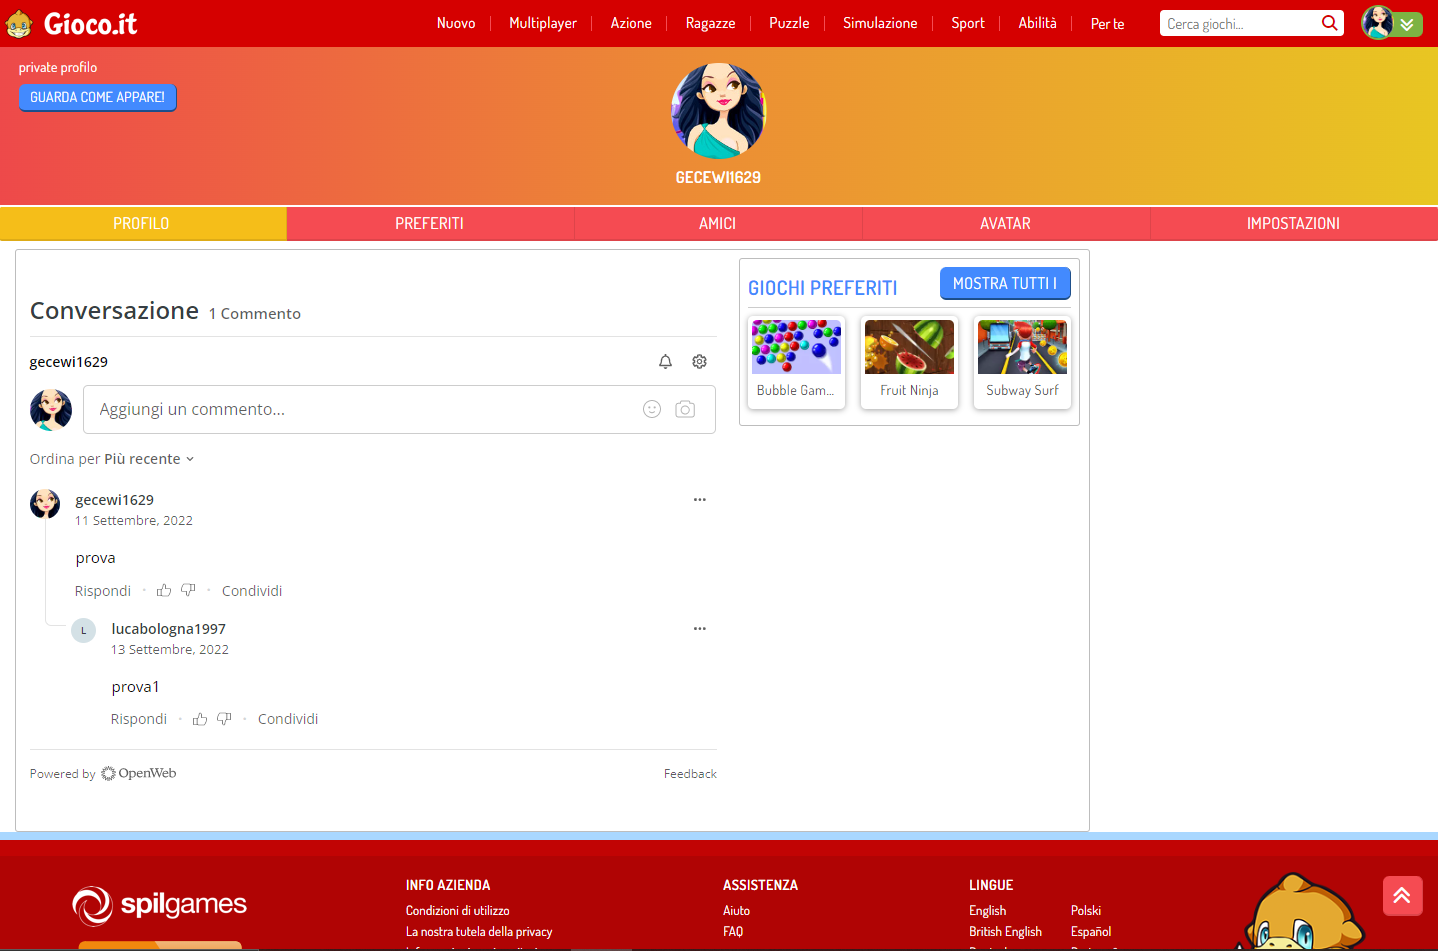 Gioco.it
Nuovo Multiplayer Azione Ragazze Puzzle Simulazione Sport Abilità Per te
Cerca giochi...
private profilo
GUARDA COME APPARE!
GECEWI1629
PROFILO PREFERITI AMICI AVATAR IMPOSTAZIONI
Conversazione 1 Commento
gecewi1629
Aggiungi un commento...
Ordina per Più recente
gecewi1629
11 Settembre, 2022
prova
Rispondi · · Condividi
L
lucabologna1997
13 Settembre, 2022
prova1
Rispondi · · Condividi
Powered by OpenWeb Feedback
GIOCHI PREFERITI
MOSTRA TUTTI I
Bubble Gam...
Fruit Ninja
Subway Surf
spilgames
INFO AZIENDA
Condizioni di utilizzo
La nostra tutela della privacy
ASSISTENZA
Aiuto
FAQ
LINGUE
English Polski
British English Español